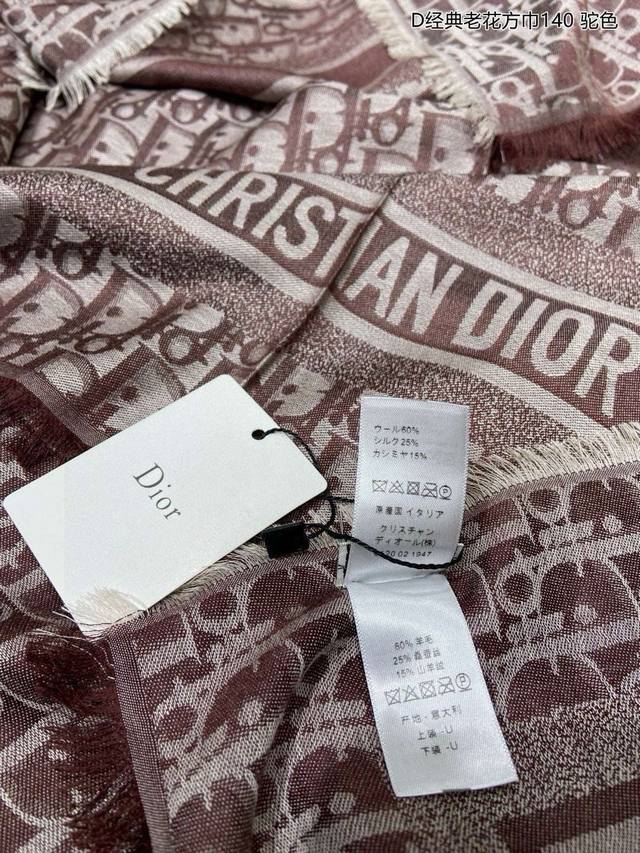 D经典老花方巾140 驼色
CHRISTIAN DIOR
Dior
ウール60%
シルク25%
カシミヤ15%
原産国 イタリア
クリスチャン
ディオール(株)
0120 02 1947
60% 羊毛
25% 桑蚕丝
15% 山羊绒
产地 - 意大利
上装 - U
下装 - U